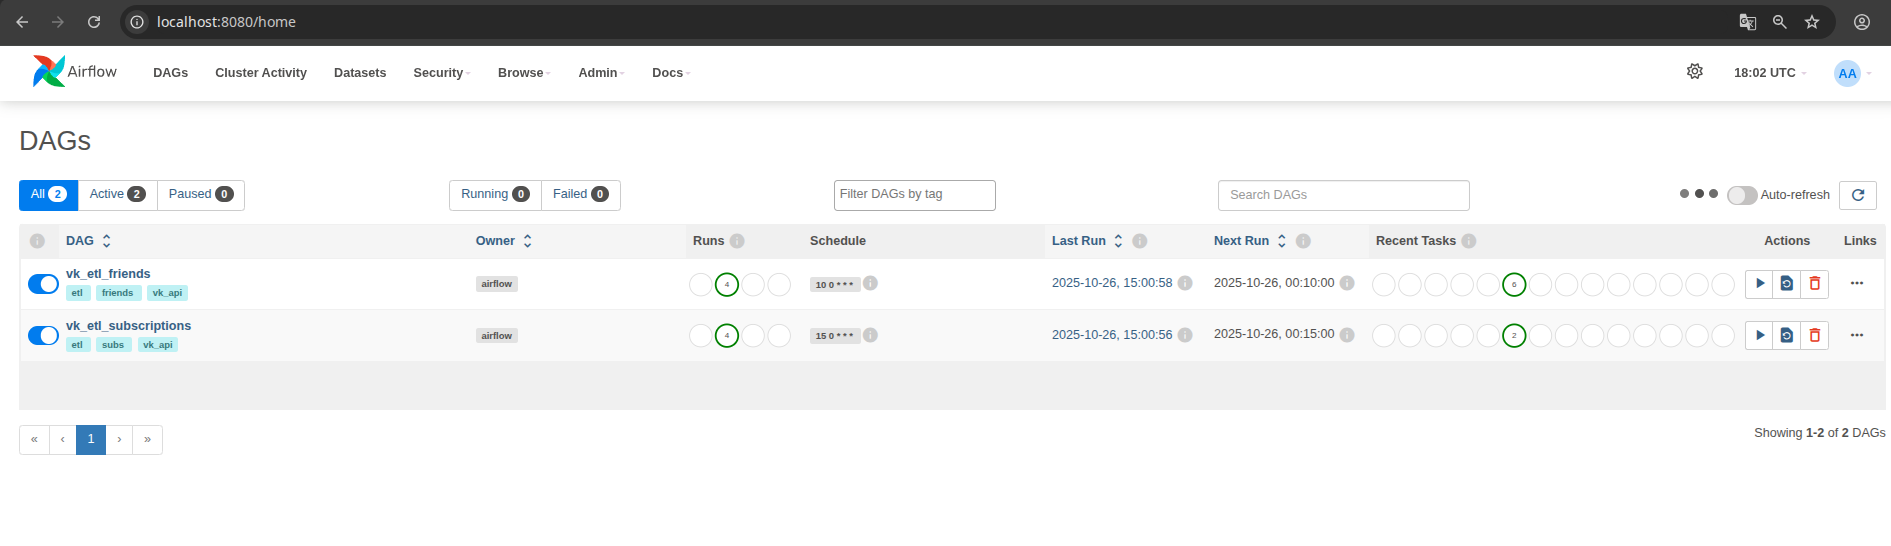 localhost:8080/home
Airflow DAGs Cluster Activity Datasets Security Browse Admin Docs 18:02 UTC AA
DAGs
All 2 Active 2 Paused 0 Running 0 Failed 0 Filter DAGs by tag Search DAGs Auto-refresh
DAG Owner Runs Schedule Last Run Next Run Recent Tasks Actions Links
vk_etl_friends airflow 4 10 0 * * * 2025-10-26, 15:00:58 2025-10-26, 00:10:00 6
etl friends vk_api
vk_etl_subscriptions airflow 4 15 0 * * * 2025-10-26, 15:00:56 2025-10-26, 00:15:00 2
etl subs vk_api
« ‹ 1 › » Showing 1-2 of 2 DAGs